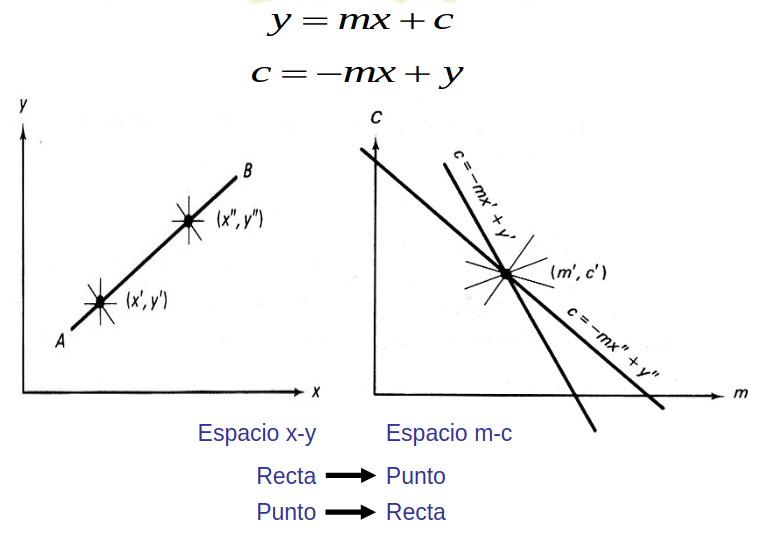 y = mx + c
c = −mx + y
y
B
(x'', y'')
(x', y')
A
x
C
c = −mx' + y'
(m', c')
c = −mx'' + y''
m
Espacio x-y Espacio m-c
Recta Punto
Punto Recta